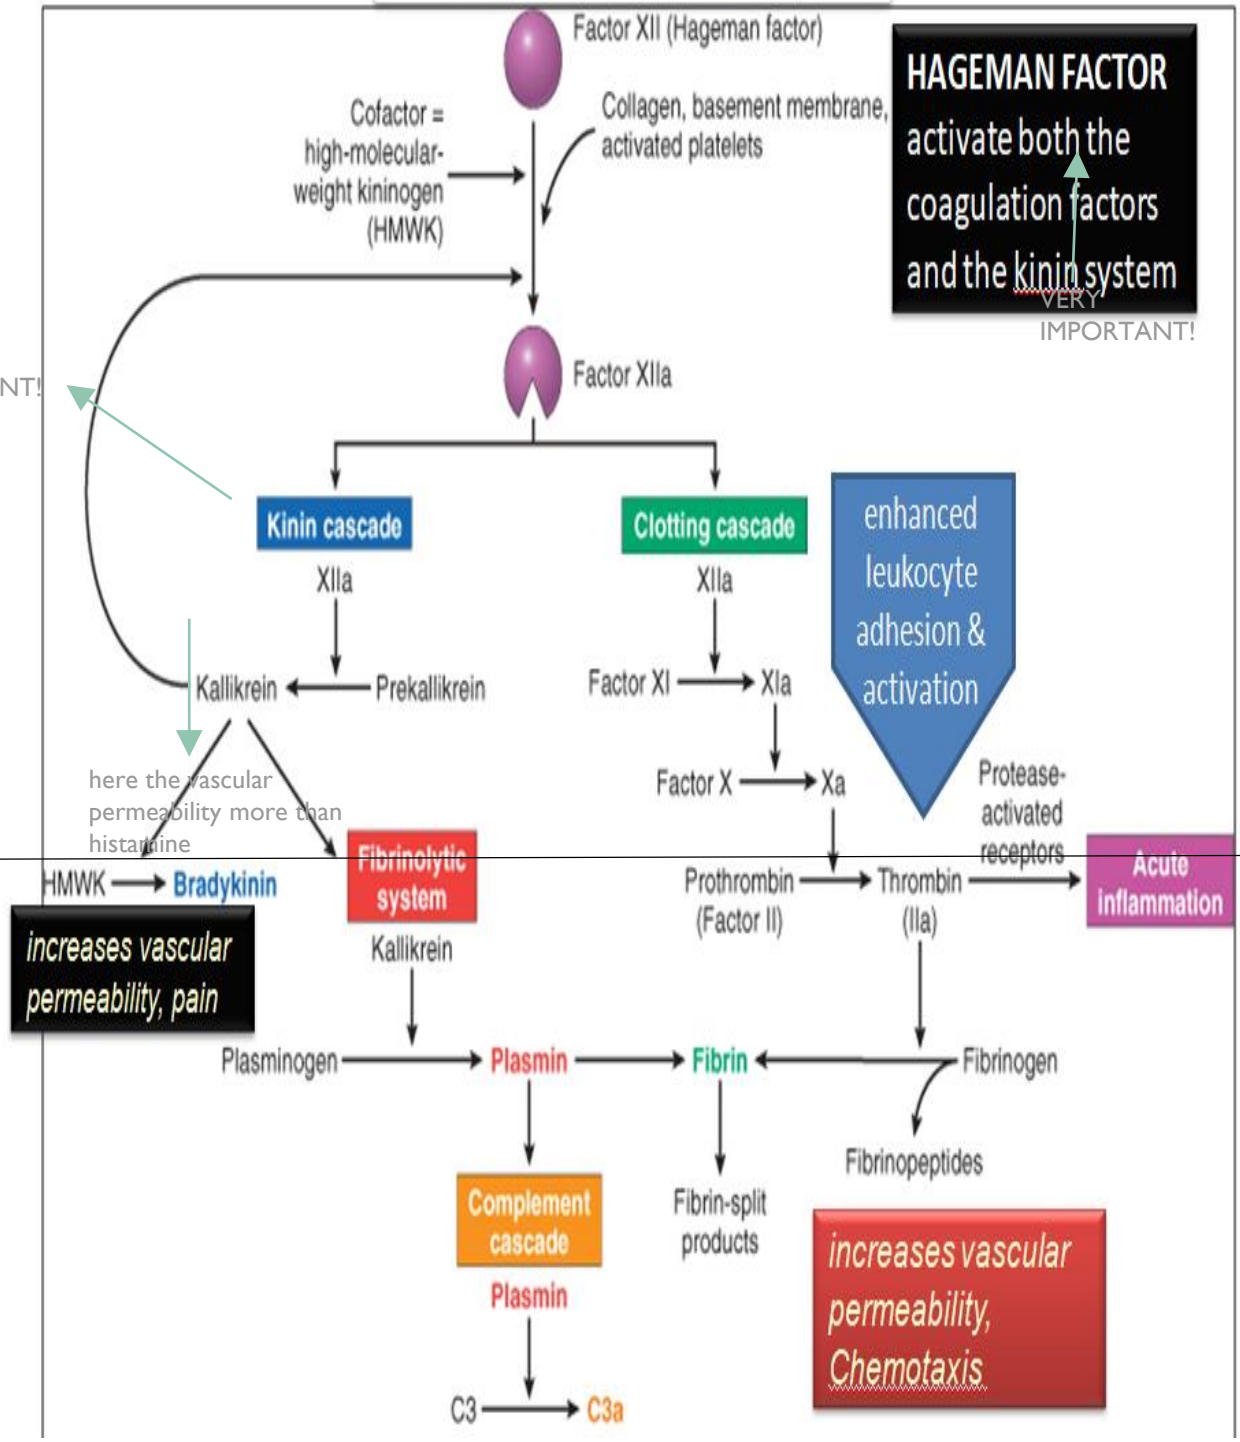 Factor XII (Hageman factor)
Cofactor =
high-molecular-
weight kininogen
(HMWK)
Collagen, basement membrane,
activated platelets
HAGEMAN FACTOR
activate both the
coagulation factors
and the kinin system
VERY
IMPORTANT!
NT!
Factor XIIa
Kinin cascade
Clotting cascade
enhanced
leukocyte
adhesion &
activation
XIIa
XIIa
Kallikrein
Prekallikrein
Factor XI
XIa
here the vascular
permeability more than
histamine
Factor X
Xa
Protease-
activated
receptors
HMWK
Bradykinin
Fibrinolytic
system
Prothrombin
(Factor II)
Thrombin
(IIa)
Acute
inflammation
increases vascular
permeability, pain
Kallikrein
Plasminogen
Plasmin
Fibrin
Fibrinogen
Fibrinopeptides
Complement
cascade
Fibrin-split
products
increases vascular
permeability,
Chemotaxis
Plasmin
C3
C3a